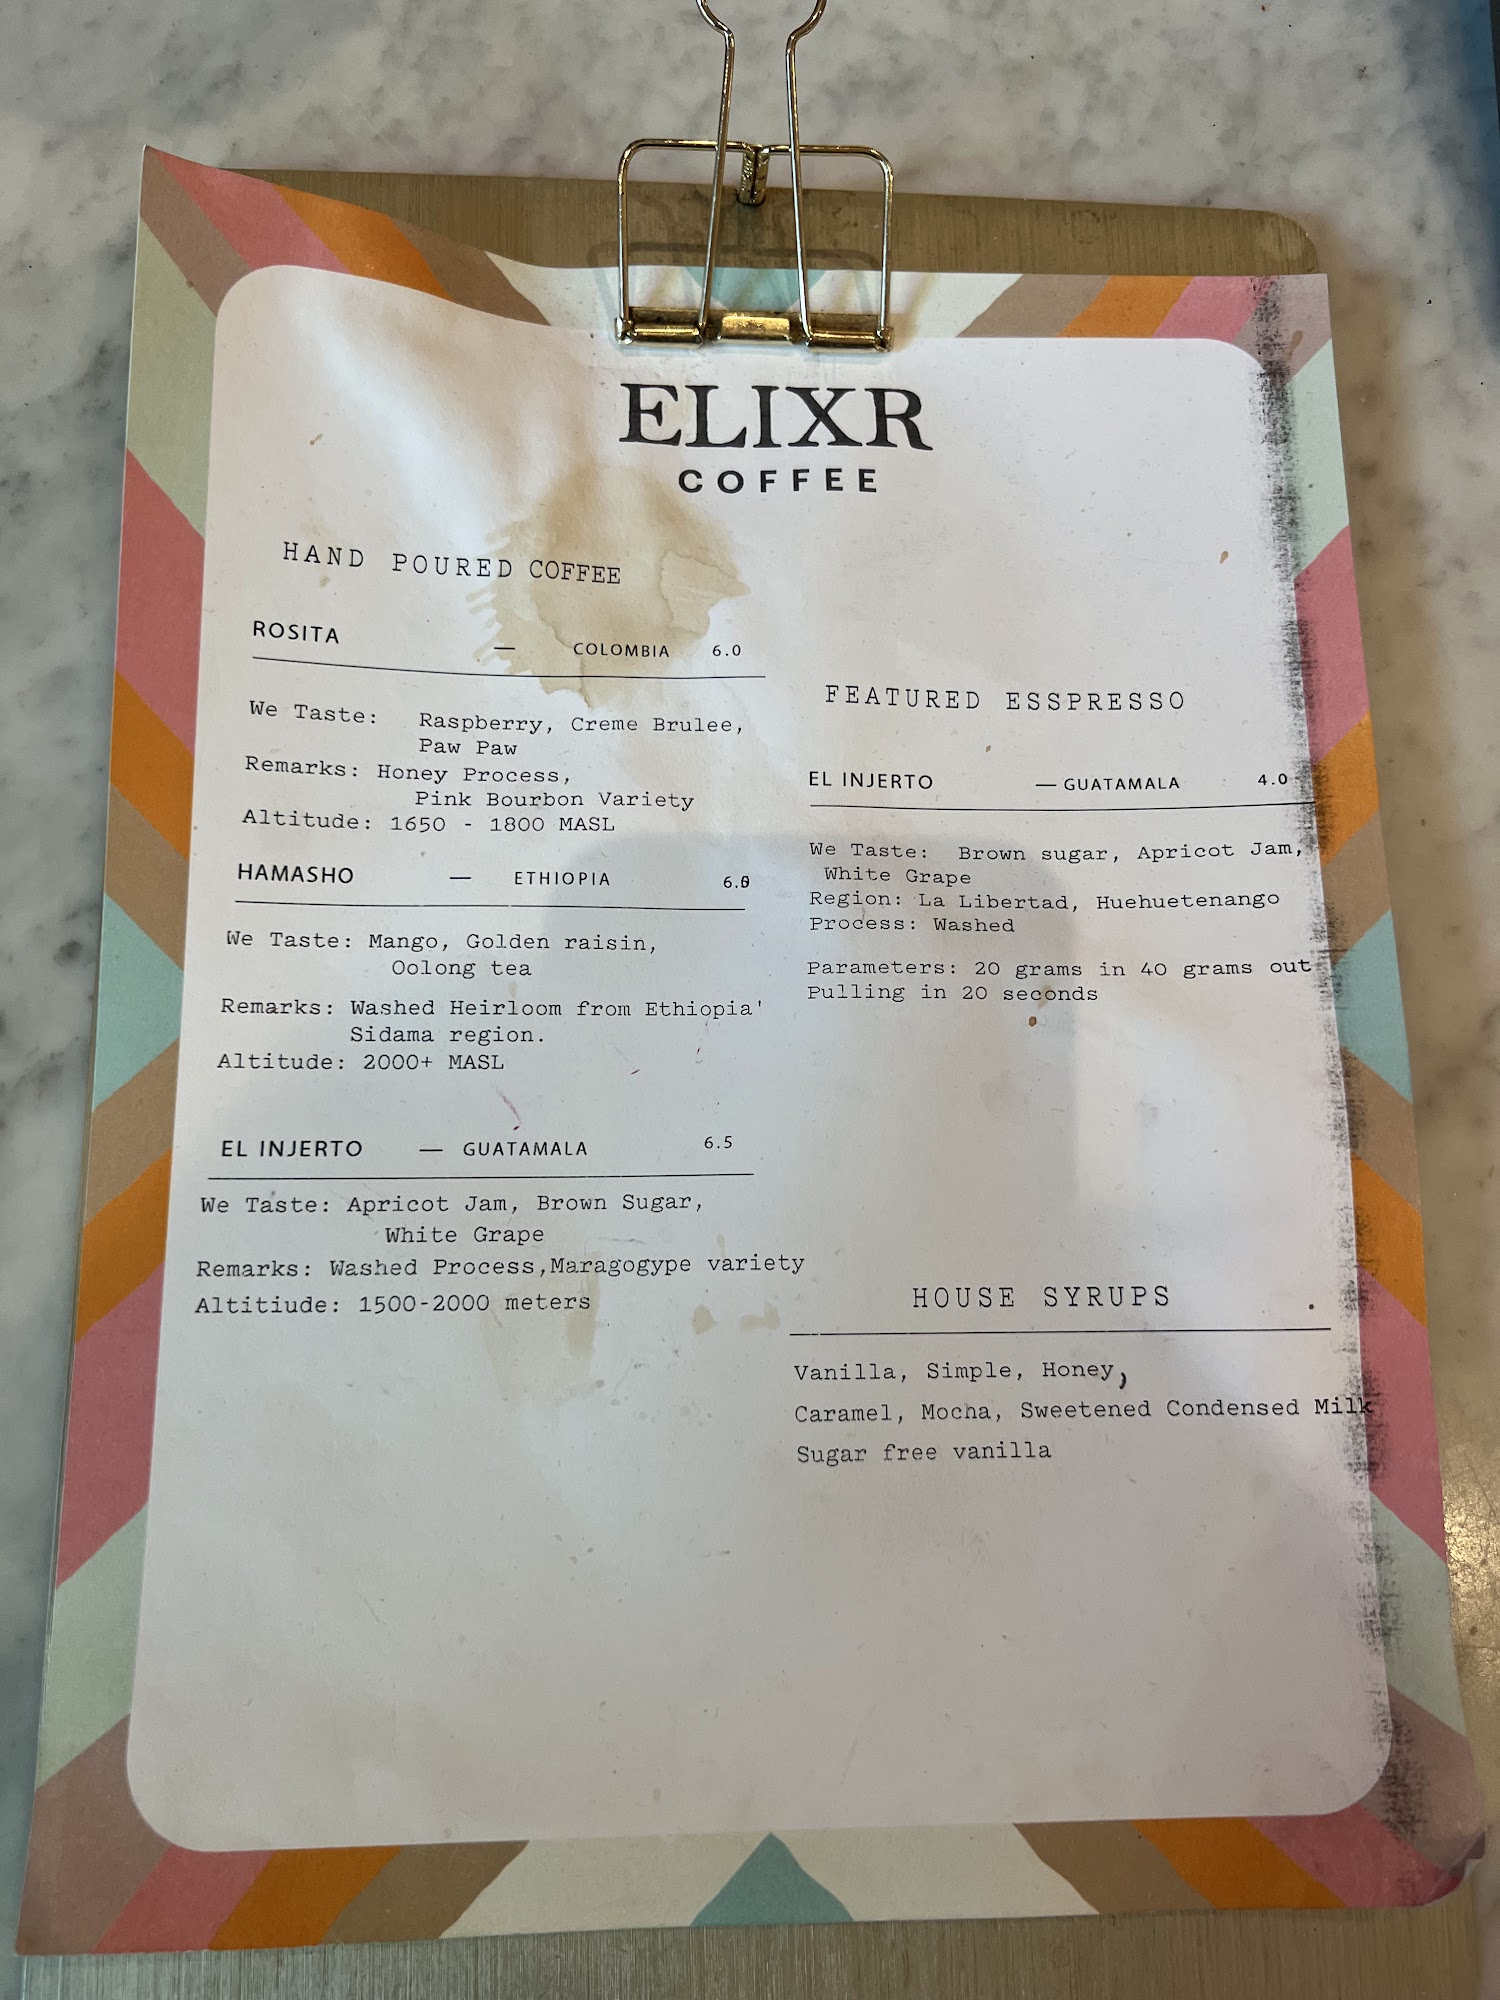 ELIXR
COFFEE
HAND POURED COFFEE
ROSITA — COLOMBIA 6.0
We Taste: Raspberry, Creme Brulee,
Paw Paw
Remarks: Honey Process,
Pink Bourbon Variety
Altitude: 1650 - 1800 MASL
HAMASHO — ETHIOPIA
We Taste: Mango, Golden raisin,
Oolong tea
Remarks: Washed Heirloom from Ethiopia'
Sidama region.
Altitude: 2000+ MASL
EL INJERTO — GUATAMALA 6.5
We Taste: Apricot Jam, Brown Sugar,
White Grape
Remarks: Washed Process,Maragogype variety
Altitiude: 1500-2000 meters
FEATURED ESSPRESSO
EL INJERTO — GUATAMALA 4.0
We Taste: Brown sugar, Apricot Jam,
White Grape
Region: La Libertad, Huehuetenango
Process: Washed
Parameters: 20 grams in 40 grams out
Pulling in 20 seconds
HOUSE SYRUPS
Vanilla, Simple, Honey,
Caramel, Mocha, Sweetened Condensed Milk
Sugar free vanilla